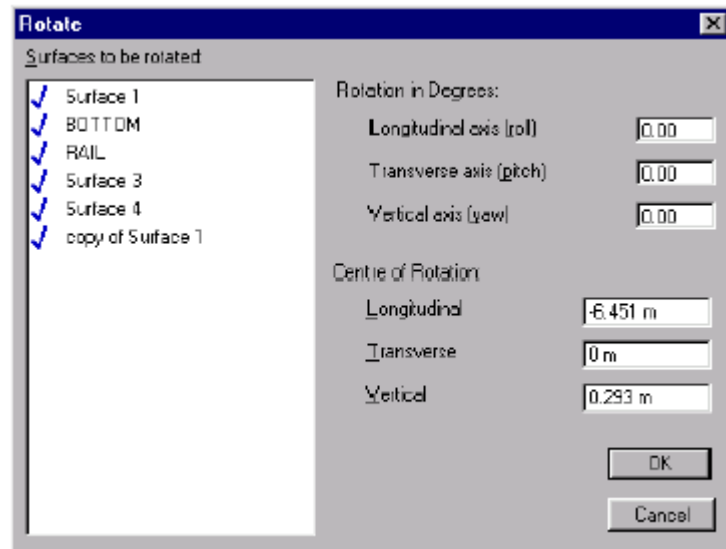 Rotate
Surfaces to be rotated:
Surface 1
BOTTOM
RAIL
Surface 3
Surface 4
copy of Surface 1
Rotation in Degrees:
Longitudinal axis (roll)
0.00
Transverse axis (pitch)
0.00
Vertical axis (yaw)
0.00
Centre of Rotation:
Longitudinal
-6.451 m
Transverse
0 m
Vertical
0.293 m
OK
Cancel